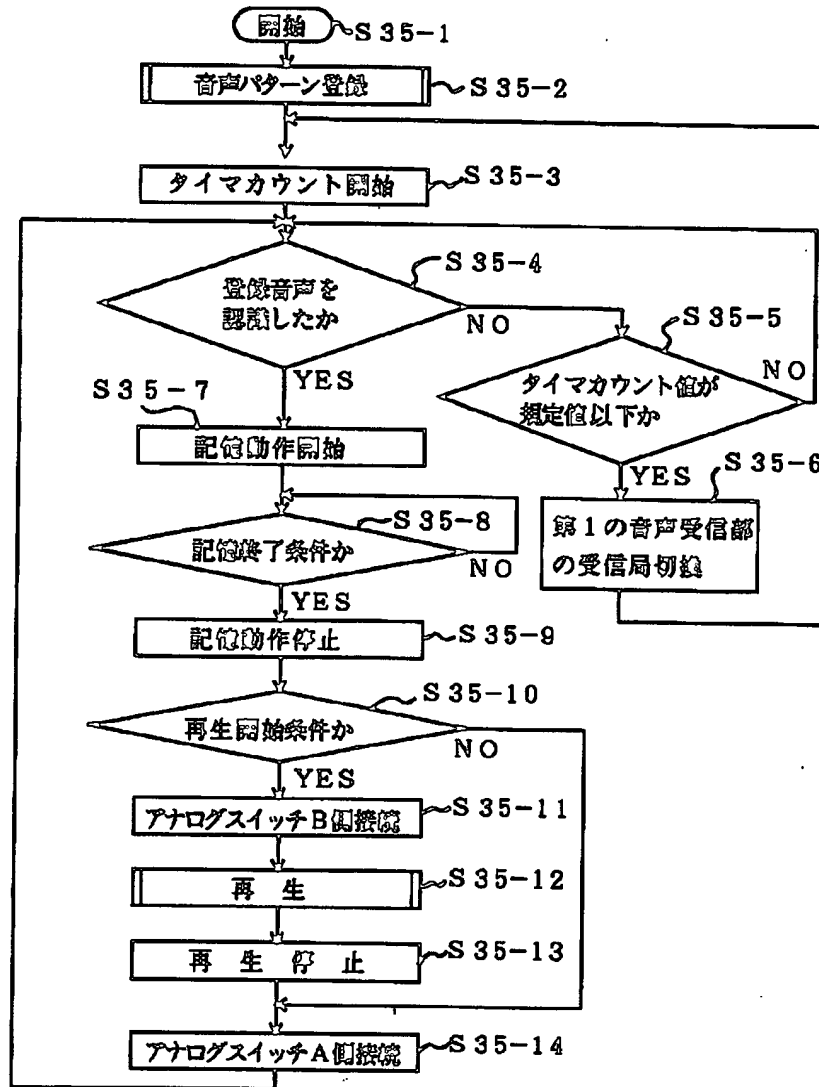 開始
S35-1
音声パターン登録
S35-2
タイマカウント開始
S35-3
登録音声を
認識したか
S35-4
NO
YES
タイマカウント値が
規定値以下か
S35-5
NO
YES
第1の音声受信部
の受信局切換
S35-6
S35-7
記憶動作開始
記憶終了条件か
S35-8
NO
YES
記憶動作停止
S35-9
再生開始条件か
S35-10
NO
YES
アナログスイッチB側接続
S35-11
再生
S35-12
再生停止
S35-13
アナログスイッチA側接続
S35-14